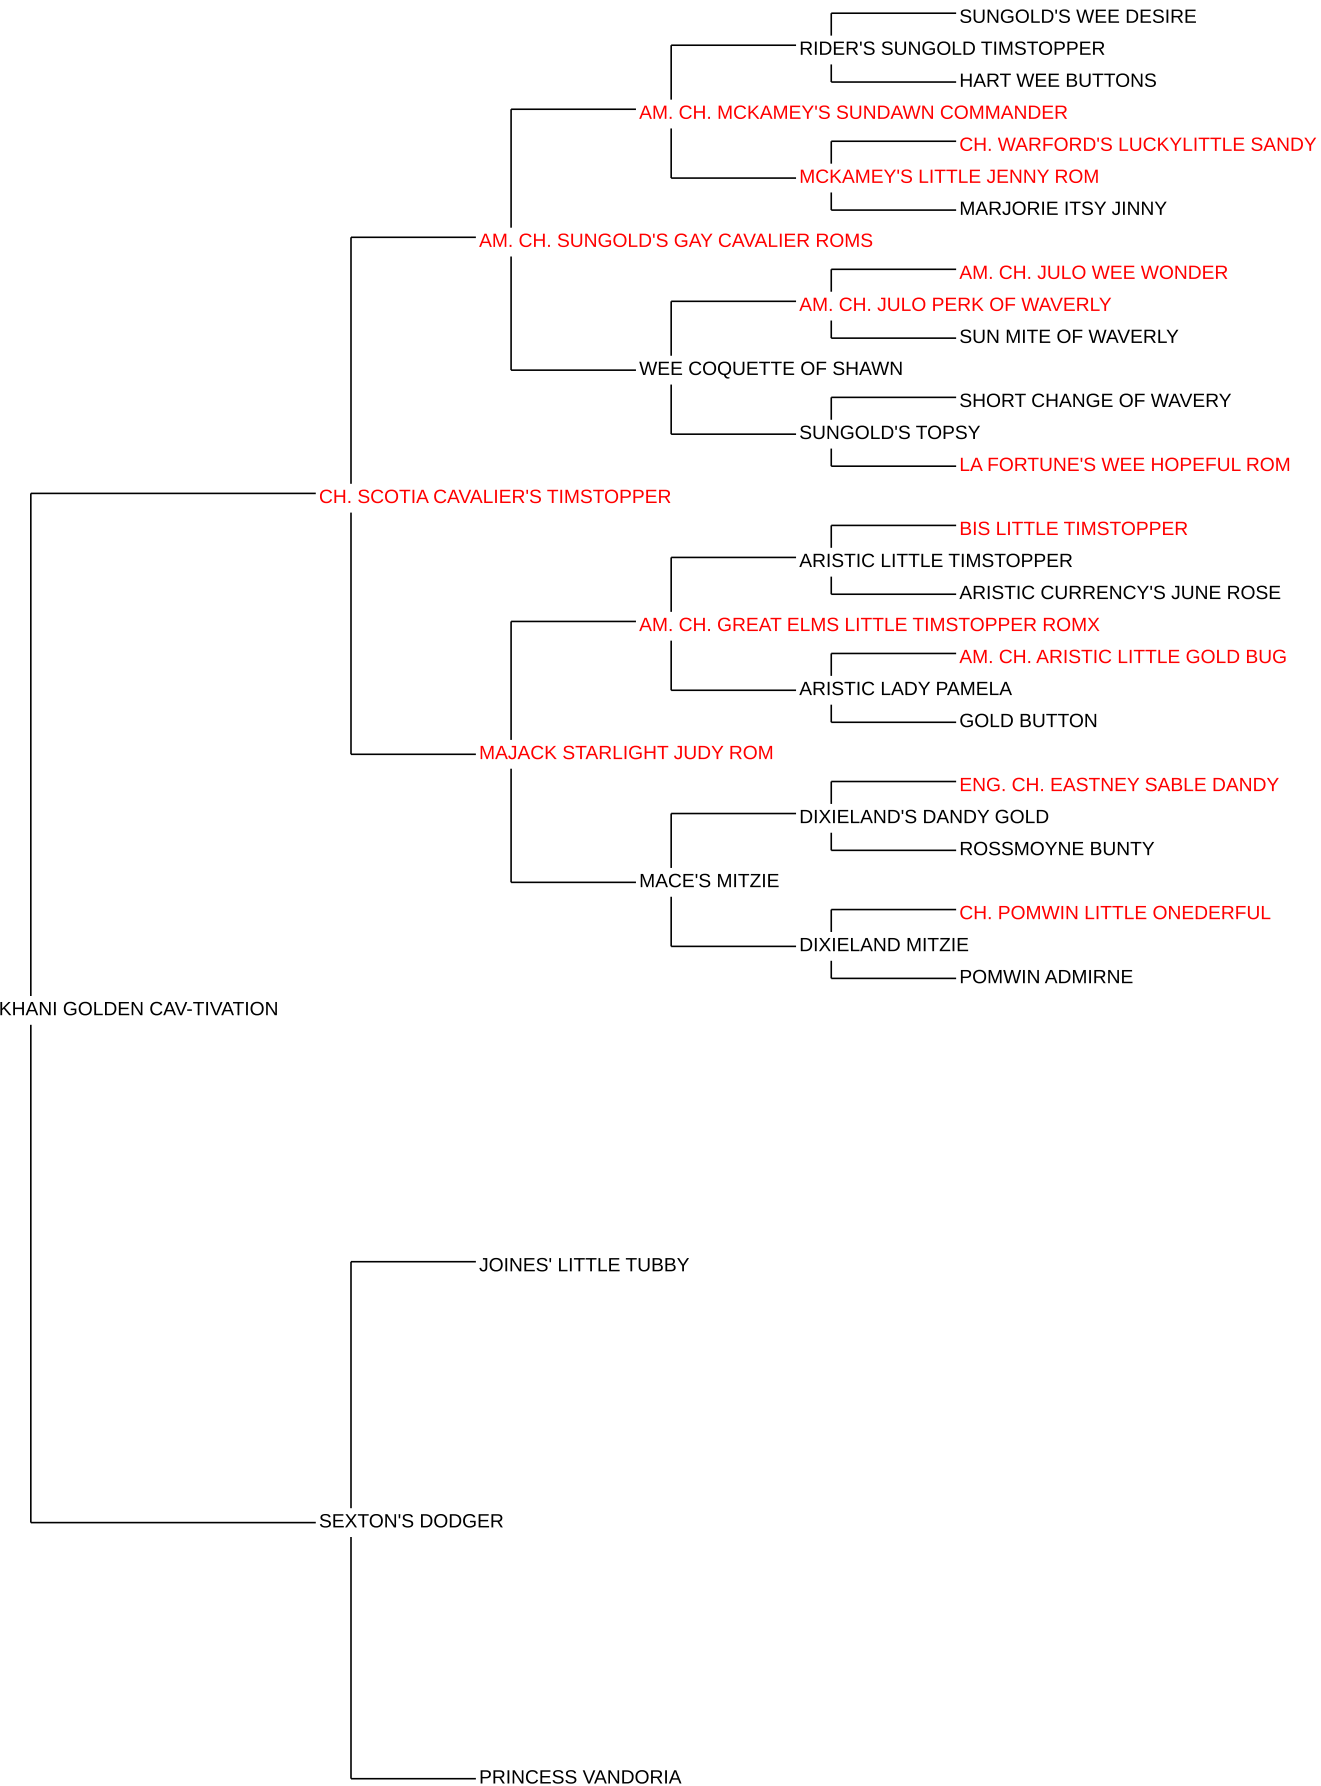 SUNGOLD'S WEE DESIRE
RIDER'S SUNGOLD TIMSTOPPER
HART WEE BUTTONS
AM. CH. MCKAMEY'S SUNDAWN COMMANDER
CH. WARFORD'S LUCKYLITTLE SANDY
MCKAMEY'S LITTLE JENNY ROM
MARJORIE ITSY JINNY
AM. CH. SUNGOLD'S GAY CAVALIER ROMS
AM. CH. JULO WEE WONDER
AM. CH. JULO PERK OF WAVERLY
SUN MITE OF WAVERLY
WEE COQUETTE OF SHAWN
SHORT CHANGE OF WAVERY
SUNGOLD'S TOPSY
LA FORTUNE'S WEE HOPEFUL ROM
CH. SCOTIA CAVALIER'S TIMSTOPPER
BIS LITTLE TIMSTOPPER
ARISTIC LITTLE TIMSTOPPER
ARISTIC CURRENCY'S JUNE ROSE
AM. CH. GREAT ELMS LITTLE TIMSTOPPER ROMX
AM. CH. ARISTIC LITTLE GOLD BUG
ARISTIC LADY PAMELA
GOLD BUTTON
MAJACK STARLIGHT JUDY ROM
ENG. CH. EASTNEY SABLE DANDY
DIXIELAND'S DANDY GOLD
ROSSMOYNE BUNTY
MACE'S MITZIE
CH. POMWIN LITTLE ONEDERFUL
DIXIELAND MITZIE
POMWIN ADMIRNE
KHANI GOLDEN CAV-TIVATION
JOINES' LITTLE TUBBY
SEXTON'S DODGER
PRINCESS VANDORIA